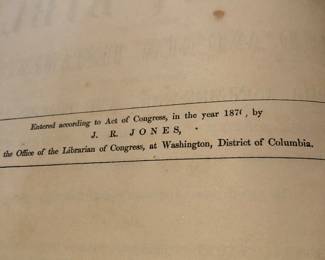 Entered according to Act of Congress, in the year 187 , by
J. R. JONES,
the Office of the Librarian of Congress, at Washington, District of Columbia.